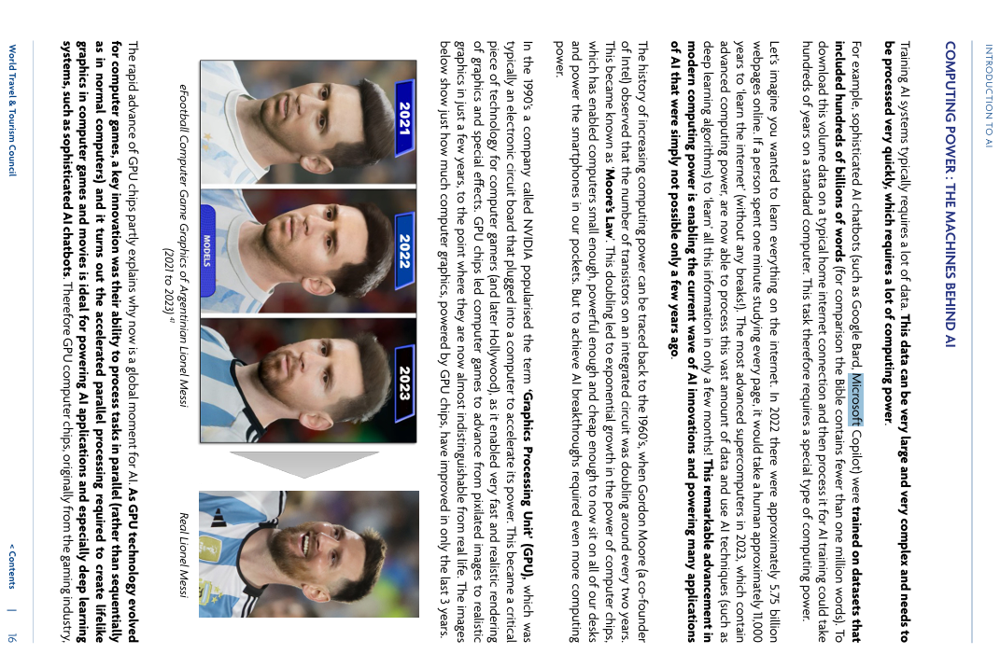 INTRODUCTION TO AI
COMPUTING POWER : THE MACHINES BEHIND AI
Training AI systems typically requires a lot of data. This data can be very large and very complex and needs to
be processed very quickly, which requires a lot of computing power.
For example, sophisticated AI chatbots (such as Google Bard, Microsoft Copilot) were trained on datasets that
included hundreds of billions of words (for comparison the Bible contains fewer than one million words). To
download this volume data on a typical home internet connection and then process it for AI training could take
hundreds of years on a standard computer. This task therefore requires a special type of computing power.
Let's imagine you wanted to learn everything on the internet. In 2022 there were approximately 5.75 billion
webpages online. If a person spent one minute studying every page, it would take a human approximately 11,000
years to 'learn the internet' (without any breaks!). The most advanced supercomputers in 2023, which contain
advanced computing power, are now able to process this vast amount of data and use AI techniques (such as
deep learning algorithms) to 'learn' all this information in only a few months! This remarkable advancement in
modern computing power is enabling the current wave of AI innovations and powering many applications
of AI that were simply not possible only a few years ago.
The history of increasing computing power can be traced back to the 1960's, when Gordon Moore (a co-founder
of Intel) observed that the number of transistors on an integrated circuit was doubling around every two years.
This became known as 'Moore's Law'. This doubling led to exponential growth in the power of computer chips,
which has enabled computers small enough, powerful enough and cheap enough to now sit on all of our desks
and power the smartphones in our pockets. But to achieve AI breakthroughs required even more computing
power.
In the 1990's a company called NVIDIA popularised the term 'Graphics Processing Unit' (GPU), which was
typically an electronic circuit board that plugged into a computer to accelerate its power. This became a critical
piece of technology for computer gamers (and later Hollywood), as it enabled very fast and realistic rendering
of graphics and special effects. GPU chips led computer games to advance from pixilated images to realistic
graphics in just a few years, to the point where they are now almost indistinguishable from real life. The images
below show just how much computer graphics, powered by GPU chips, have improved in only the last 3 years.
2021
2022
2023
MODELS
eFootball Computer Game Graphics of Argentinian Lionel Messi
(2021 to 2023) 41
Real Lionel Messi
The rapid advance of GPU chips partly explains why now is a global moment for AI. As GPU technology evolved
for computer games, a key innovation was their ability to process tasks in parallel (rather than sequentially
as in normal computers) and it turns out the accelerated parallel processing required to create lifelike
graphics in computer games and movies is ideal for powering AI applications and especially deep learning
systems, such as sophisticated AI chatbots. Therefore GPU computer chips, originally from the gaming industry,
World Travel & Tourism Council
< Contents | 16